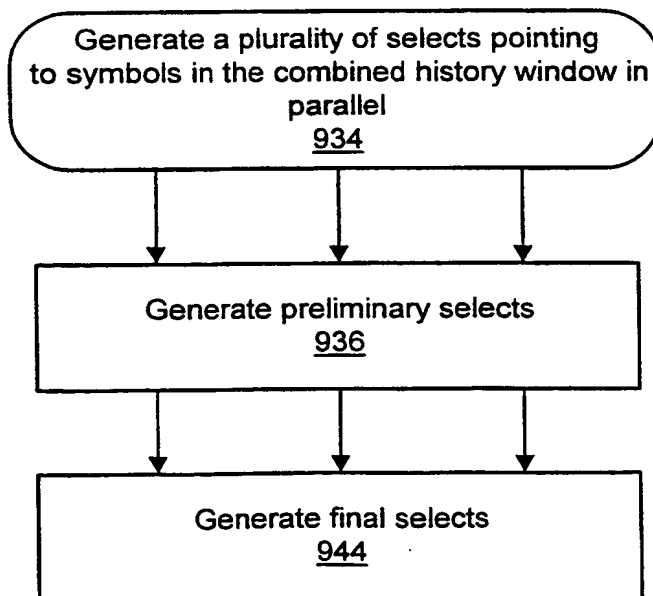 Generate a plurality of selects pointing
to symbols in the combined history window in
parallel
934
Generate preliminary selects
936
Generate final selects
944